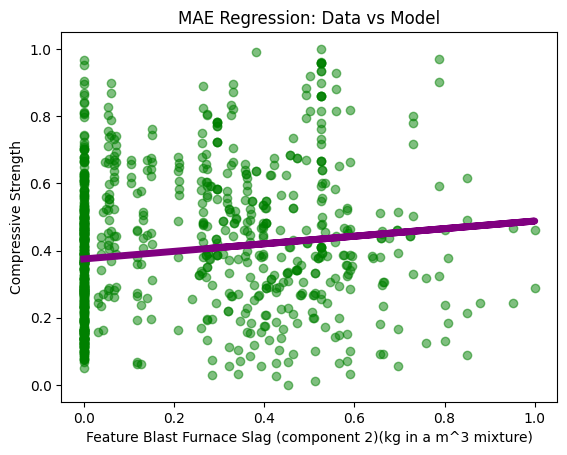 MAE Regression: Data vs Model
Compressive Strength
1.0
0.8
0.6
0.4
0.2
0.0
0.0 0.2 0.4 0.6 0.8 1.0
Feature Blast Furnace Slag (component 2)(kg in a m^3 mixture)